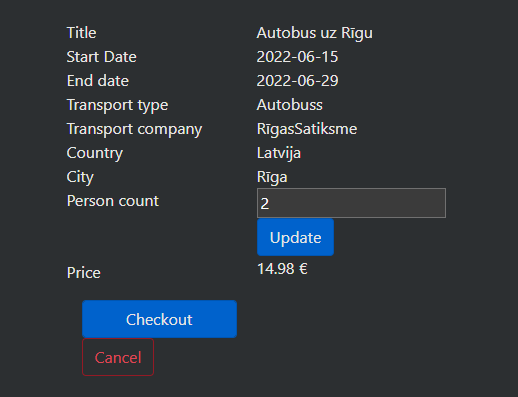 Title Autobus uz Rīgu
Start Date 2022-06-15
End date 2022-06-29
Transport type Autobuss
Transport company RīgasSatiksme
Country Latvija
City Rīga
Person count 2
Update
Price 14.98 €
Checkout
Cancel